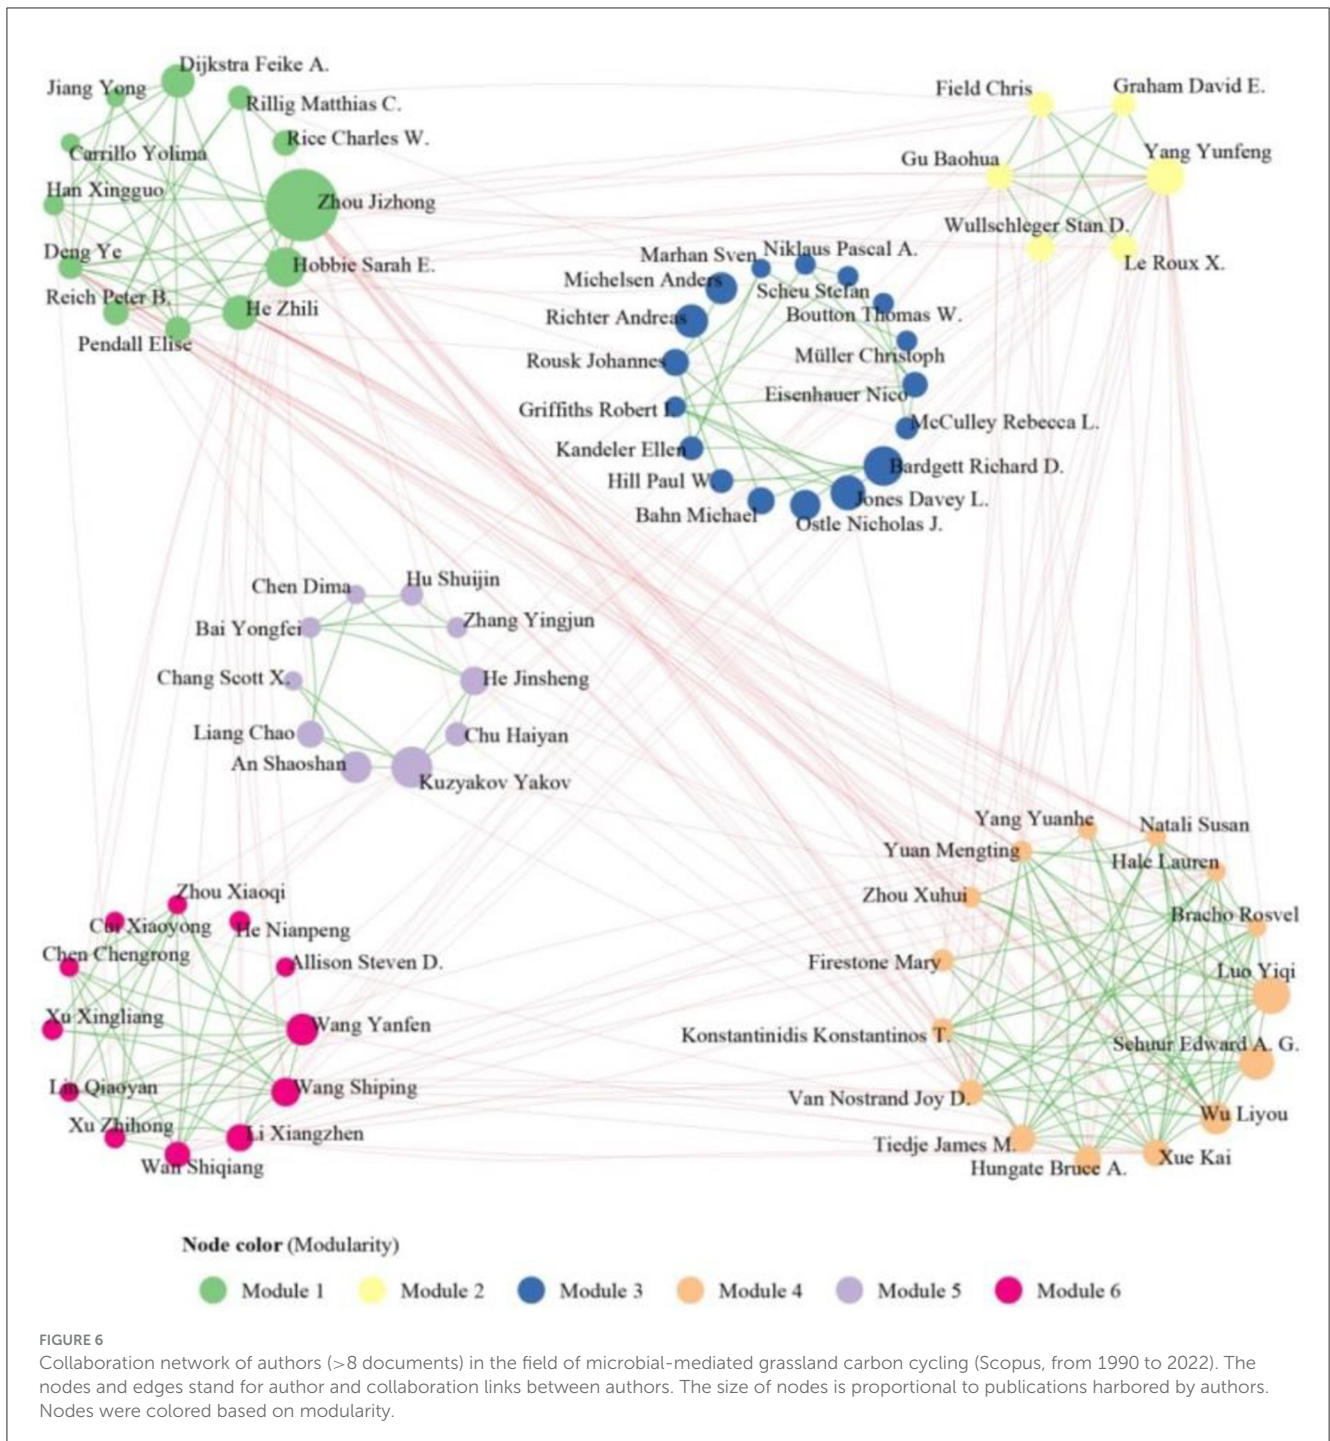 Dijkstra Feike A.
Jiang Yong
Rillig Matthias C.
Rice Charles W.
Carrillo Yolima
Han Xingguo
Zhou Jizhong
Deng Ye
Hobbie Sarah E.
Reich Peter B.
He Zhili
Pendall Elise
Field Chris
Graham David E.
Gu Baohua
Yang Yunfeng
Wullschleger Stan D.
Le Roux X.
Marhan Sven
Niklaus Pascal A.
Michelsen Anders
Scheu Stefan
Richter Andreas
Boutton Thomas W.
Rousk Johannes
Müller Christoph
Eisenhauer Nico
Griffiths Robert I.
McCulley Rebecca L.
Kandeler Ellen
Bardgett Richard D.
Hill Paul W.
Jones Davey L.
Bahn Michael
Ostle Nicholas J.
Chen Dima
Hu Shuijin
Bai Yongfei
Zhang Yingjun
Chang Scott X.
He Jinsheng
Liang Chao
Chu Haiyan
An Shaoshan
Kuzyakov Yakov
Yang Yuanhe
Natali Susan
Yuan Mengting
Hale Lauren
Zhou Xuhui
Bracho Rosvel
Firestone Mary
Luo Yiqi
Konstantinidis Konstantinos T.
Schuur Edward A. G.
Van Nostrand Joy D.
Wu Liyou
Tiedje James M.
Hungate Bruce A.
Xue Kai
Zhou Xiaoqi
Cui Xiaoyong
He Nianpeng
Chen Chengrong
Allison Steven D.
Xu Xingliang
Wang Yanfen
Lin Qiaoyan
Wang Shiping
Xu Zhihong
Li Xiangzhen
Wan Shiqiang
Node color (Modularity)
Module 1 Module 2 Module 3 Module 4 Module 5 Module 6
FIGURE 6
Collaboration network of authors (>8 documents) in the field of microbial-mediated grassland carbon cycling (Scopus, from 1990 to 2022). The
nodes and edges stand for author and collaboration links between authors. The size of nodes is proportional to publications harbored by authors.
Nodes were colored based on modularity.